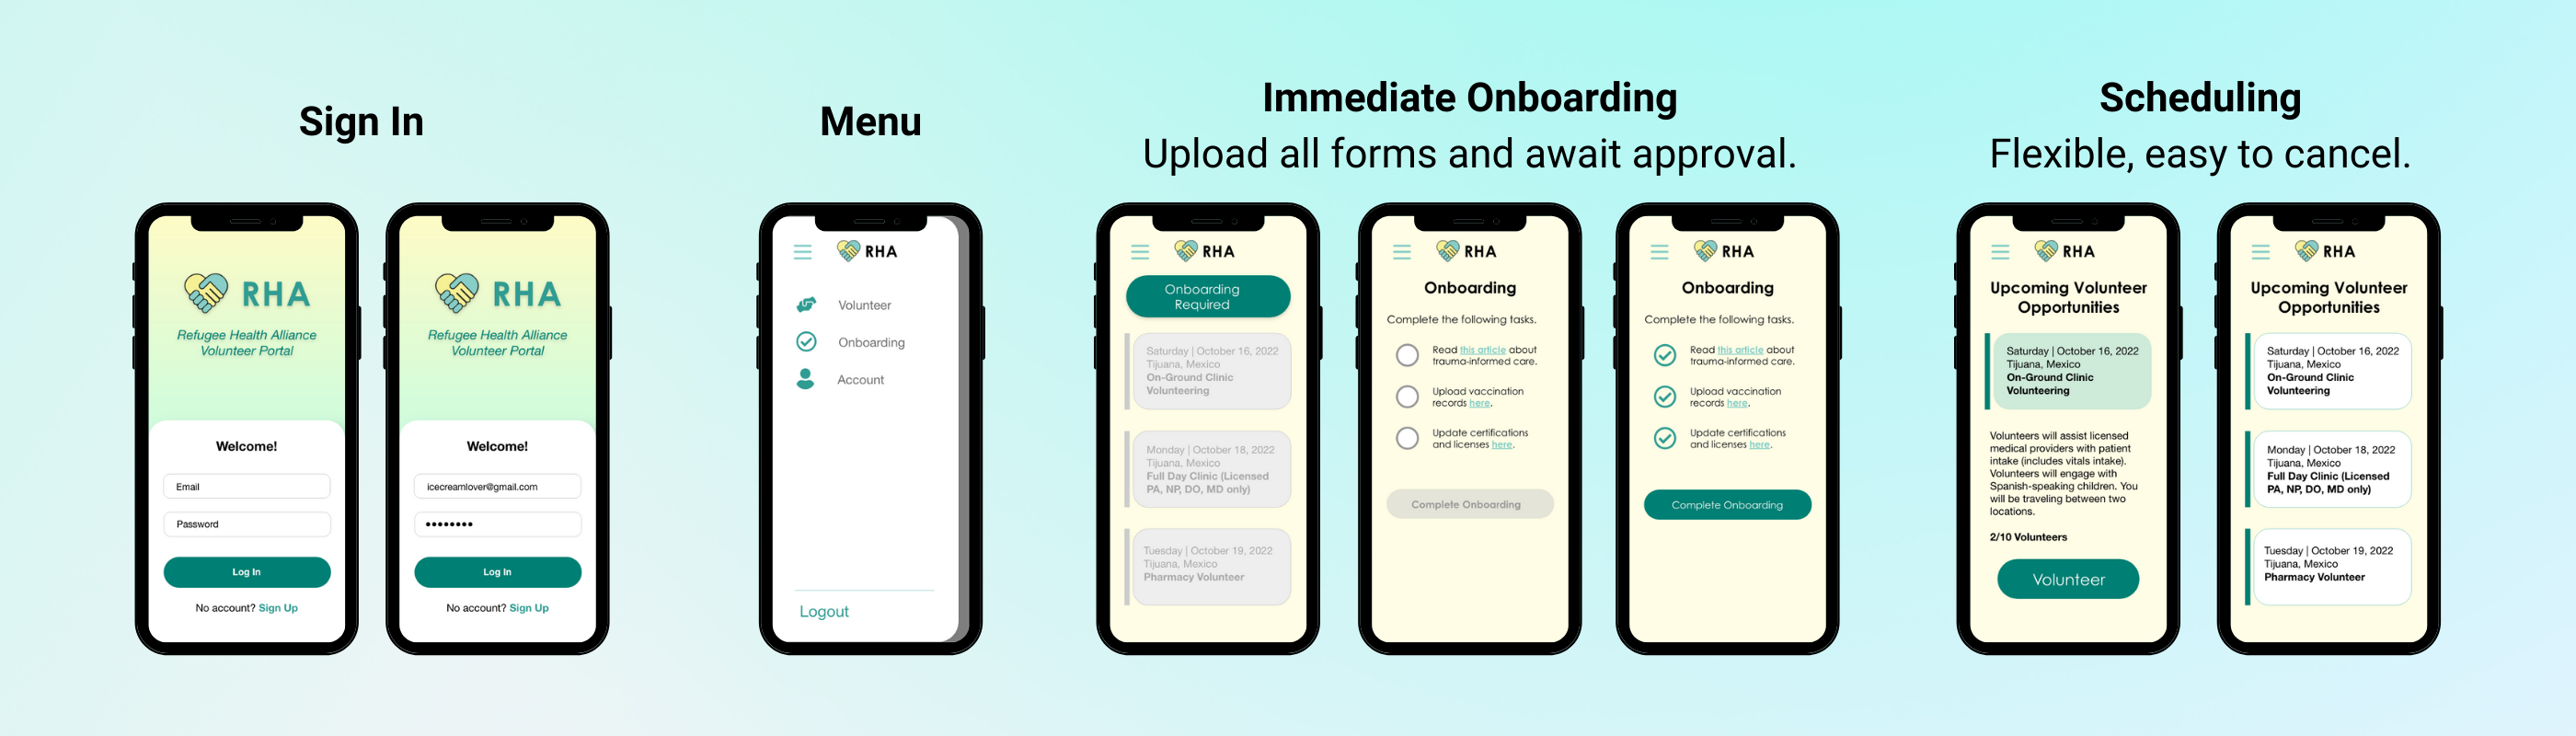 Sign In
RHA
Refugee Health Alliance
Volunteer Portal
Welcome!
Email
Password
Log In
No account? Sign Up
RHA
Refugee Health Alliance
Volunteer Portal
Welcome!
icecreamlover@gmail.com
••••••••
Log In
No account? Sign Up
Menu
RHA
Volunteer
Onboarding
Account
Logout
Immediate Onboarding
Upload all forms and await approval.
RHA
Onboarding
Required
Saturday | October 16, 2022
Tijuana, Mexico
On-Ground Clinic
Volunteering
Monday | October 18, 2022
Tijuana, Mexico
Full Day Clinic (Licensed
PA, NP, DO, MD only)
Tuesday | October 19, 2022
Tijuana, Mexico
Pharmacy Volunteer
RHA
Onboarding
Complete the following tasks.
Read this article about
trauma-informed care.
Upload vaccination
records here.
Update certifications
and licenses here.
Complete Onboarding
RHA
Onboarding
Complete the following tasks.
Read this article about
trauma-informed care.
Upload vaccination
records here.
Update certifications
and licenses here.
Complete Onboarding
Scheduling
Flexible, easy to cancel.
RHA
Upcoming Volunteer
Opportunities
Saturday | October 16, 2022
Tijuana, Mexico
On-Ground Clinic
Volunteering
Volunteers will assist licensed
medical providers with patient
intake (includes vitals intake).
Volunteers will engage with
Spanish-speaking children. You
will be traveling between two
locations.
2/10 Volunteers
Volunteer
RHA
Upcoming Volunteer
Opportunities
Saturday | October 16, 2022
Tijuana, Mexico
On-Ground Clinic
Volunteering
Monday | October 18, 2022
Tijuana, Mexico
Full Day Clinic (Licensed
PA, NP, DO, MD only)
Tuesday | October 19, 2022
Tijuana, Mexico
Pharmacy Volunteer